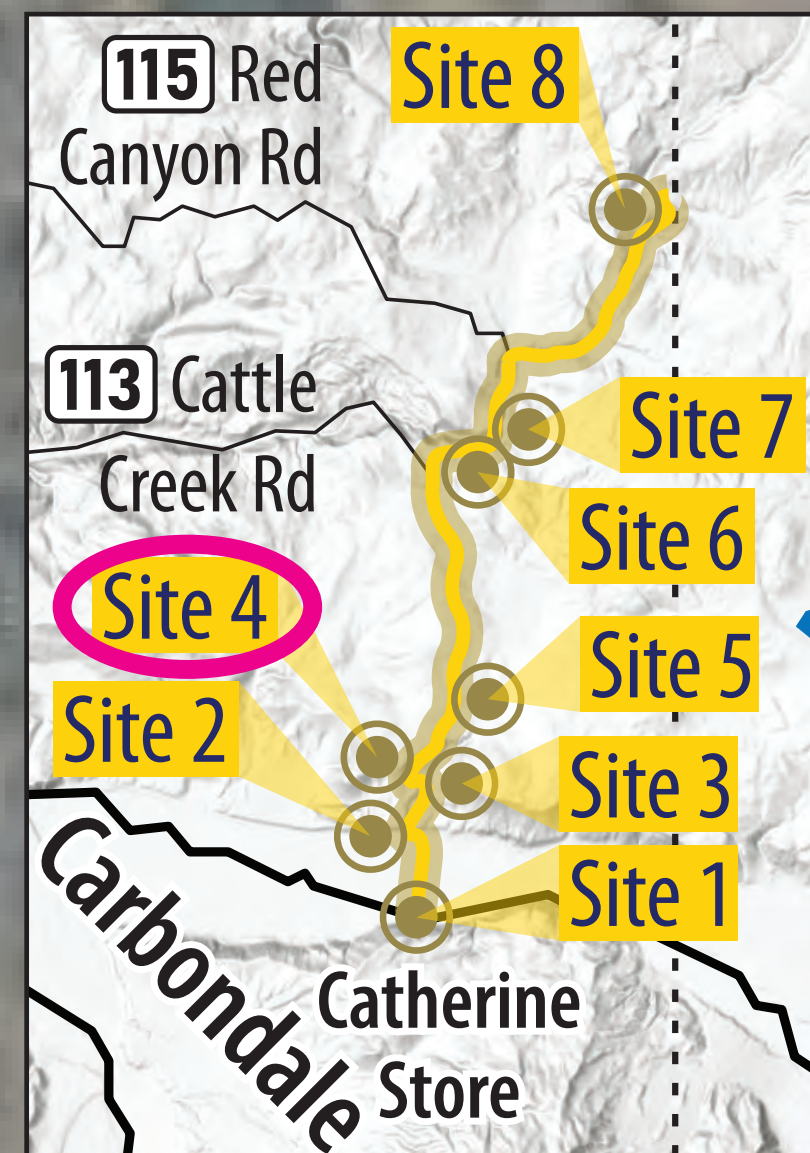 115 Red
Canyon Rd
Site 8
113 Cattle
Creek Rd
Site 7
Site 6
Site 4
Site 5
Site 2
Site 3
Site 1
Carbondale
Catherine
Store